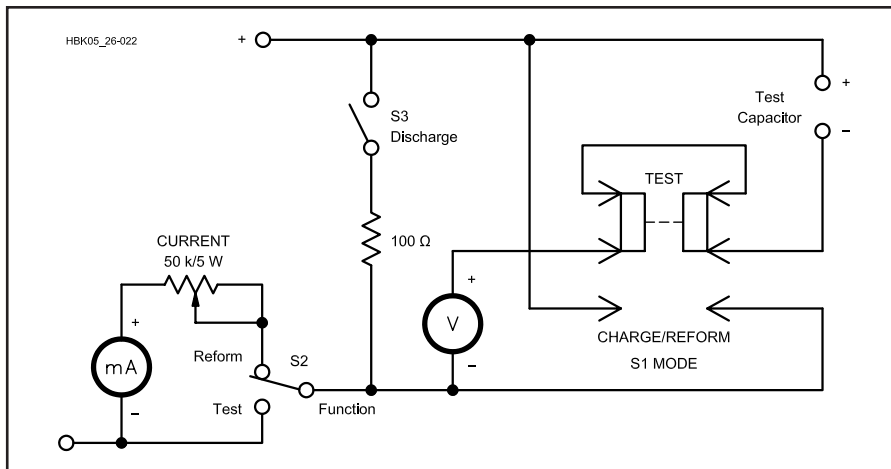 HBK05_26-022
+
+
S3
Discharge
Test
Capacitor
–
TEST
CURRENT
50 k/5 W
100 Ω
+
+
V
mA
Reform
S2
–
CHARGE/REFORM
S1 MODE
–
Test
Function